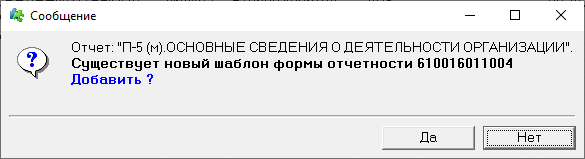 Сообщение
Отчет: "П-5 (м).ОСНОВНЫЕ СВЕДЕНИЯ О ДЕЯТЕЛЬНОСТИ ОРГАНИЗАЦИИ".
Существует новый шаблон формы отчетности 610016011004
Добавить ?
Да
Нет